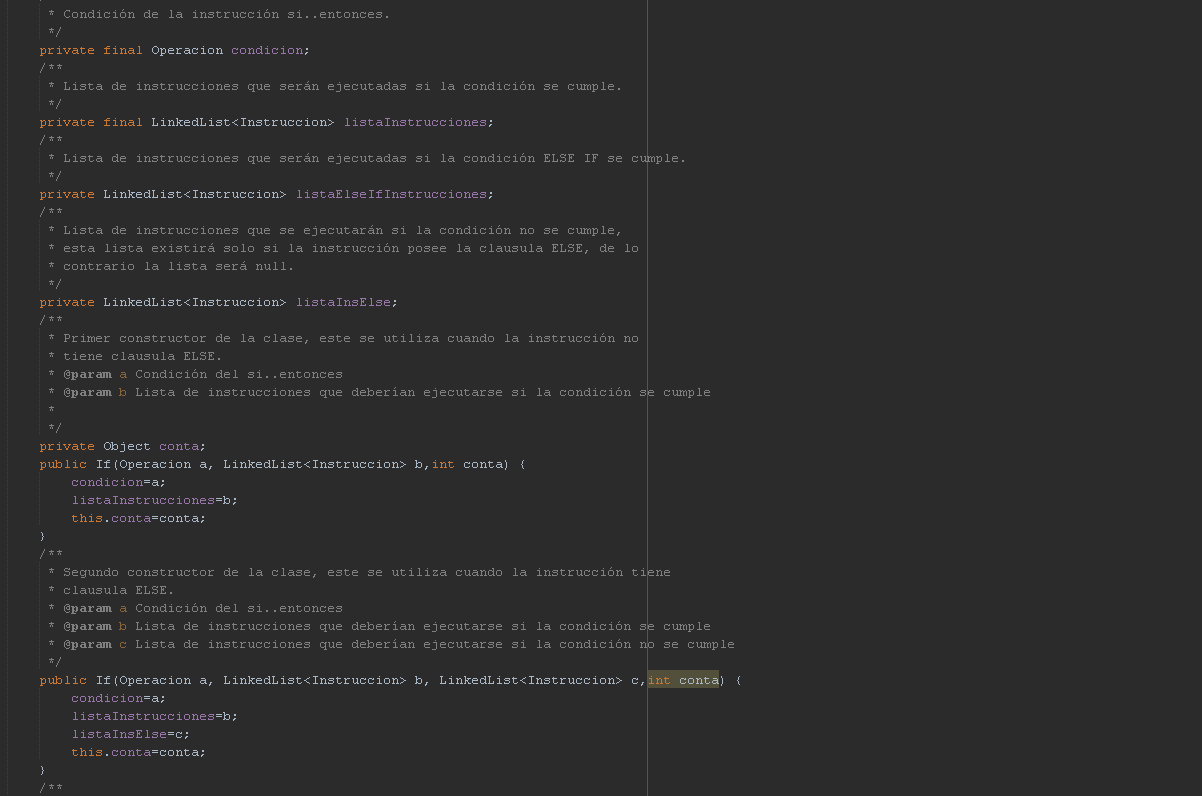 * Condición de la instrucción si..entonces.
*/
private final Operacion condicion;
/**
* Lista de instrucciones que serán ejecutadas si la condición se cumple.
*/
private final LinkedList<Instruccion> listaInstrucciones;
/**
* Lista de instrucciones que serán ejecutadas si la condición ELSE IF se cumple.
*/
private LinkedList<Instruccion> listaElseIfInstrucciones;
/**
* Lista de instrucciones que se ejecutarán si la condición no se cumple,
* esta lista existirá solo si la instrucción posee la clausula ELSE, de lo
* contrario la lista será null.
*/
private LinkedList<Instruccion> listaInsElse;
/**
* Primer constructor de la clase, este se utiliza cuando la instrucción no
* tiene clausula ELSE.
* @param a Condición del si..entonces
* @param b Lista de instrucciones que deberían ejecutarse si la condición se cumple
*
*/
private Object conta;
public If(Operacion a, LinkedList<Instruccion> b,int conta) {
condicion=a;
listaInstrucciones=b;
this.conta=conta;
}
/**
* Segundo constructor de la clase, este se utiliza cuando la instrucción tiene
* clausula ELSE.
* @param a Condición del si..entonces
* @param b Lista de instrucciones que deberían ejecutarse si la condición se cumple
* @param c Lista de instrucciones que deberían ejecutarse si la condición no se cumple
*/
public If(Operacion a, LinkedList<Instruccion> b, LinkedList<Instruccion> c,int conta) {
condicion=a;
listaInstrucciones=b;
listaInsElse=c;
this.conta=conta;
}
/**